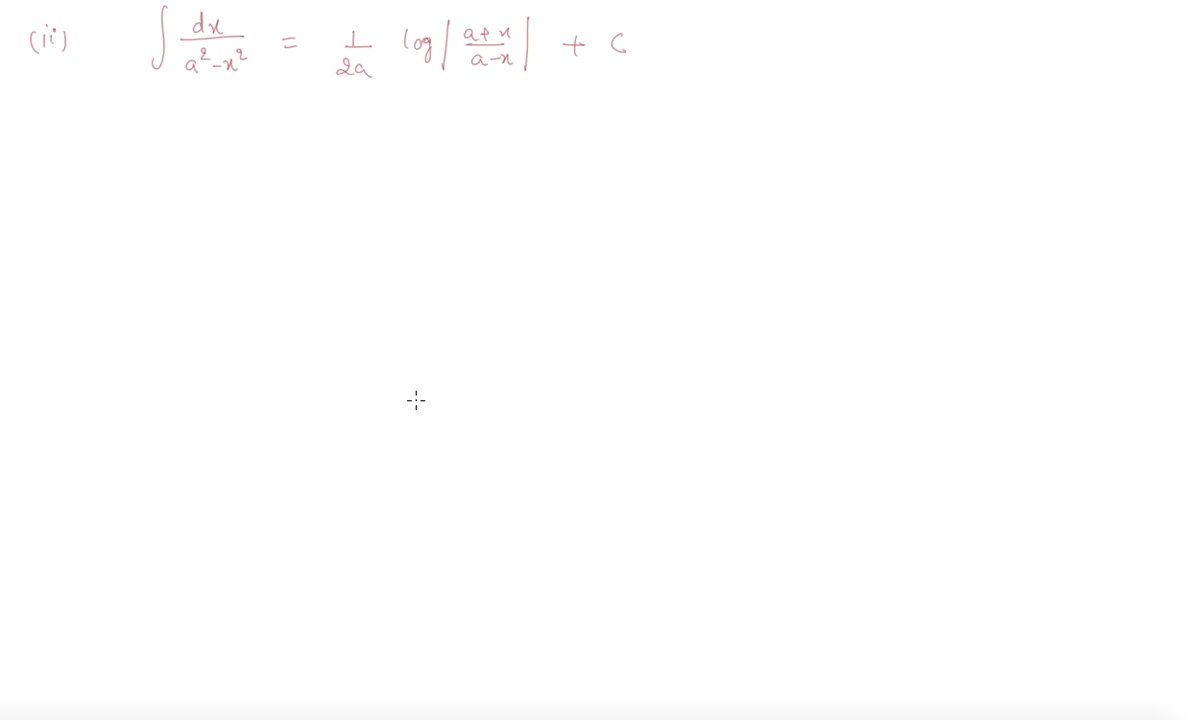 (ii) ∫ dx/(a²-x²) = 1/(2a) log |(a+x)/(a-x)| + C